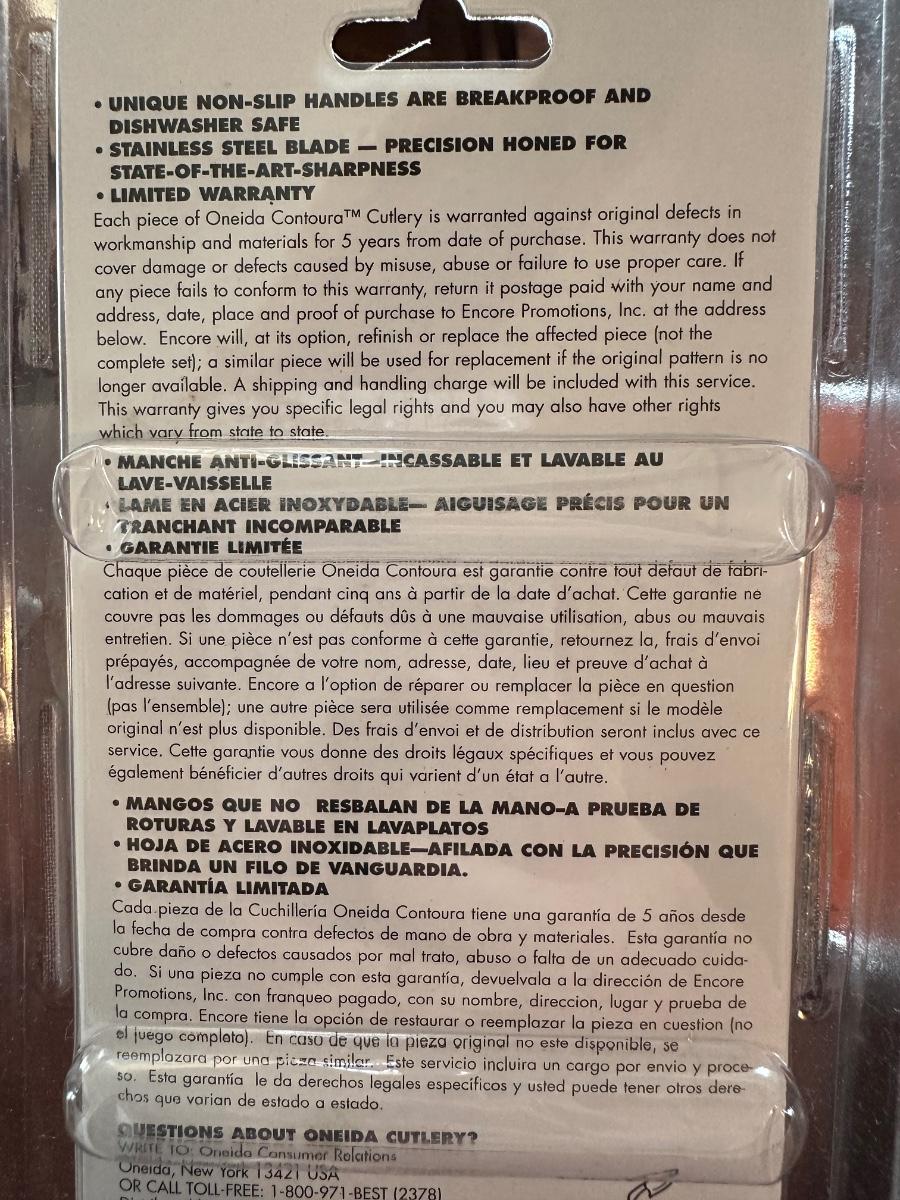 • UNIQUE NON-SLIP HANDLES ARE BREAKPROOF AND
DISHWASHER SAFE
• STAINLESS STEEL BLADE — PRECISION HONED FOR
STATE-OF-THE-ART-SHARPNESS
• LIMITED WARRANTY
Each piece of Oneida Contoura™ Cutlery is warranted against original defects in
workmanship and materials for 5 years from date of purchase. This warranty does not
cover damage or defects caused by misuse, abuse or failure to use proper care. If
any piece fails to conform to this warranty, return it postage paid with your name and
address, date, place and proof of purchase to Encore Promotions, Inc. at the address
below.  Encore will, at its option, refinish or replace the affected piece (not the
complete set); a similar piece will be used for replacement if the original pattern is no
longer available. A shipping and handling charge will be included with this service.
This warranty gives you specific legal rights and you may also have other rights
which vary from state to state.
• MANCHE ANTI-GLISSANT—INCASSABLE ET LAVABLE AU
LAVE-VAISSELLE
• LAME EN ACIER INOXYDABLE— AIGUISAGE PRÉCIS POUR UN
TRANCHANT INCOMPARABLE
• GARANTIE LIMITÉE
Chaque pièce de coutellerie Oneida Contoura est garantie contre tout défaut de fabri-
cation et de matériel, pendant cinq ans à partir de la date d'achat. Cette garantie ne
couvre pas les dommages ou défauts dûs à une mauvaise utilisation, abus ou mauvais
entretien. Si une pièce n'est pas conforme à cette garantie, retournez la, frais d'envoi
prépayés, accompagnée de votre nom, adresse, date, lieu et preuve d'achat à
l'adresse suivante. Encore a l'option de réparer ou remplacer la pièce en question
(pas l'ensemble); une autre pièce sera utilisée comme remplacement si le modèle
original n'est plus disponible. Des frais d'envoi et de distribution seront inclus avec ce
service. Cette garantie vous donne des droits légaux spécifiques et vous pouvez
également bénéficier d'autres droits qui varient d'un état a l'autre.
• MANGOS QUE NO  RESBALAN DE LA MANO–A PRUEBA DE
ROTURAS Y LAVABLE EN LAVAPLATOS
• HOJA DE ACERO INOXIDABLE—AFILADA CON LA PRECISIÓN QUE
BRINDA UN FILO DE VANGUARDIA.
• GARANTÍA LIMITADA
Cada pieza de la Cuchillería Oneida Contoura tiene una garantía de 5 años desde
la fecha de compra contra defectos de mano de obra y materiales.  Esta garantía no
cubre daño o defectos causados por mal trato, abuso o falta de un adecuado cuida-
do.  Si una pieza no cumple con esta garantía, devuelvala a la dirección de Encore
Promotions, Inc. con franqueo pagado, con su nombre, direccion, lugar y prueba de
la compra. Encore tiene la opción de restaurar o reemplazar la pieza en cuestion (no
el juego completo).  En caso de que la pieza original no este disponible, se
reemplazara por una pieza similar.  Este servicio incluira un cargo por envio y proce-
so.  Esta garantía  le da derechos legales específicos y usted puede tener otros dere-
chos que varian de estado a estado.
QUESTIONS ABOUT ONEIDA CUTLERY?
WRITE TO: Oneida Consumer Relations
Oneida, New York 13421 USA
OR CALL TOLL-FREE: 1-800-971-BEST (2378)